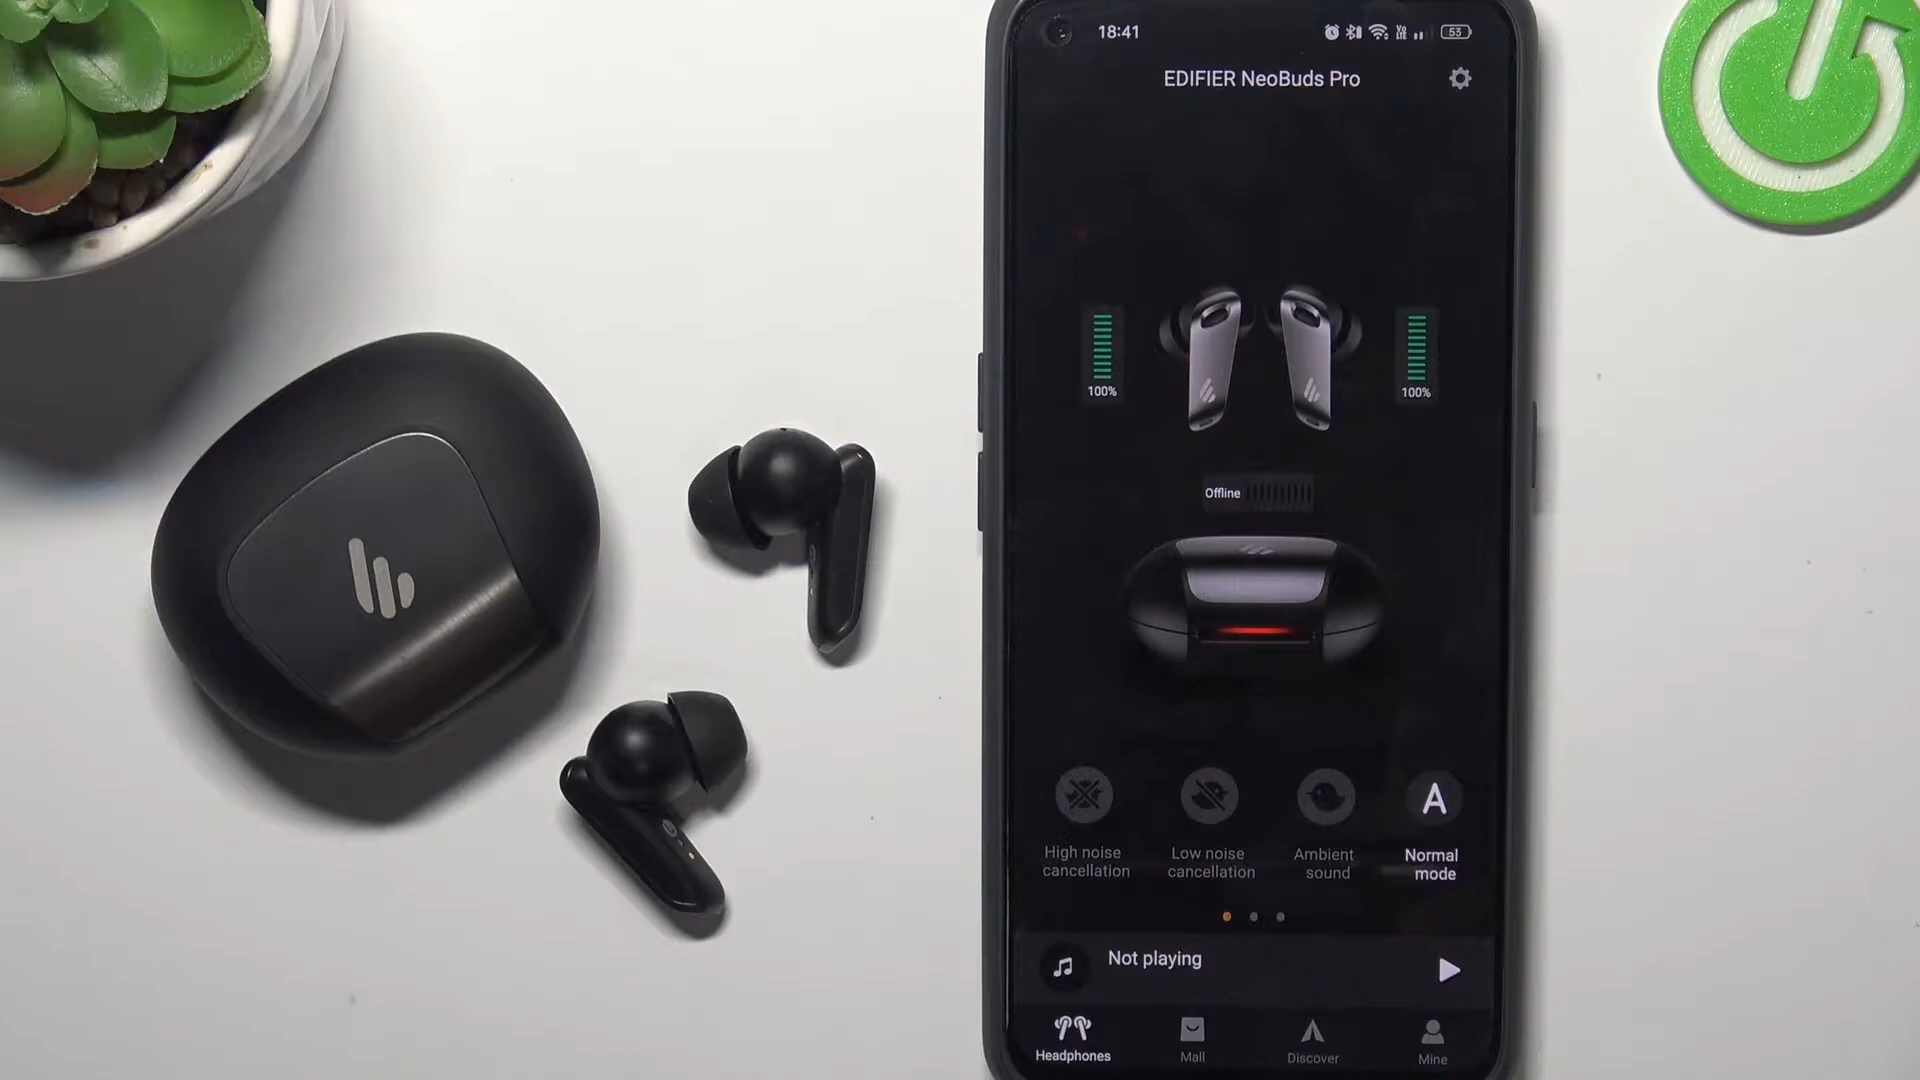 18:41
53
EDIFIER NeoBuds Pro
100%
100%
Offline
A
High noise
cancellation
Low noise
cancellation
Ambient
sound
Normal
mode
Not playing
Headphones
Mall
Discover
Mine